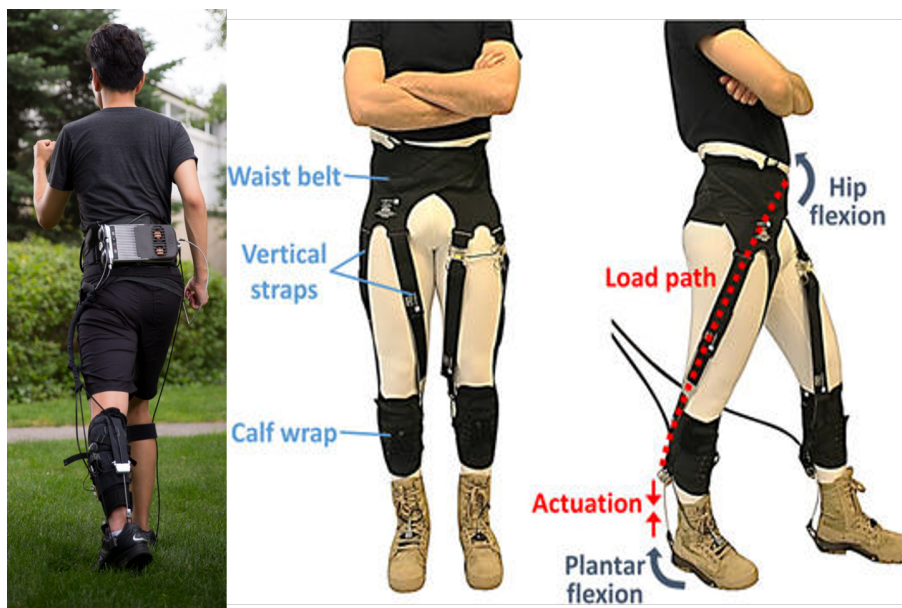 Waist belt
Vertical
straps
Calf wrap
Hip
flexion
Load path
Actuation
Plantar
flexion